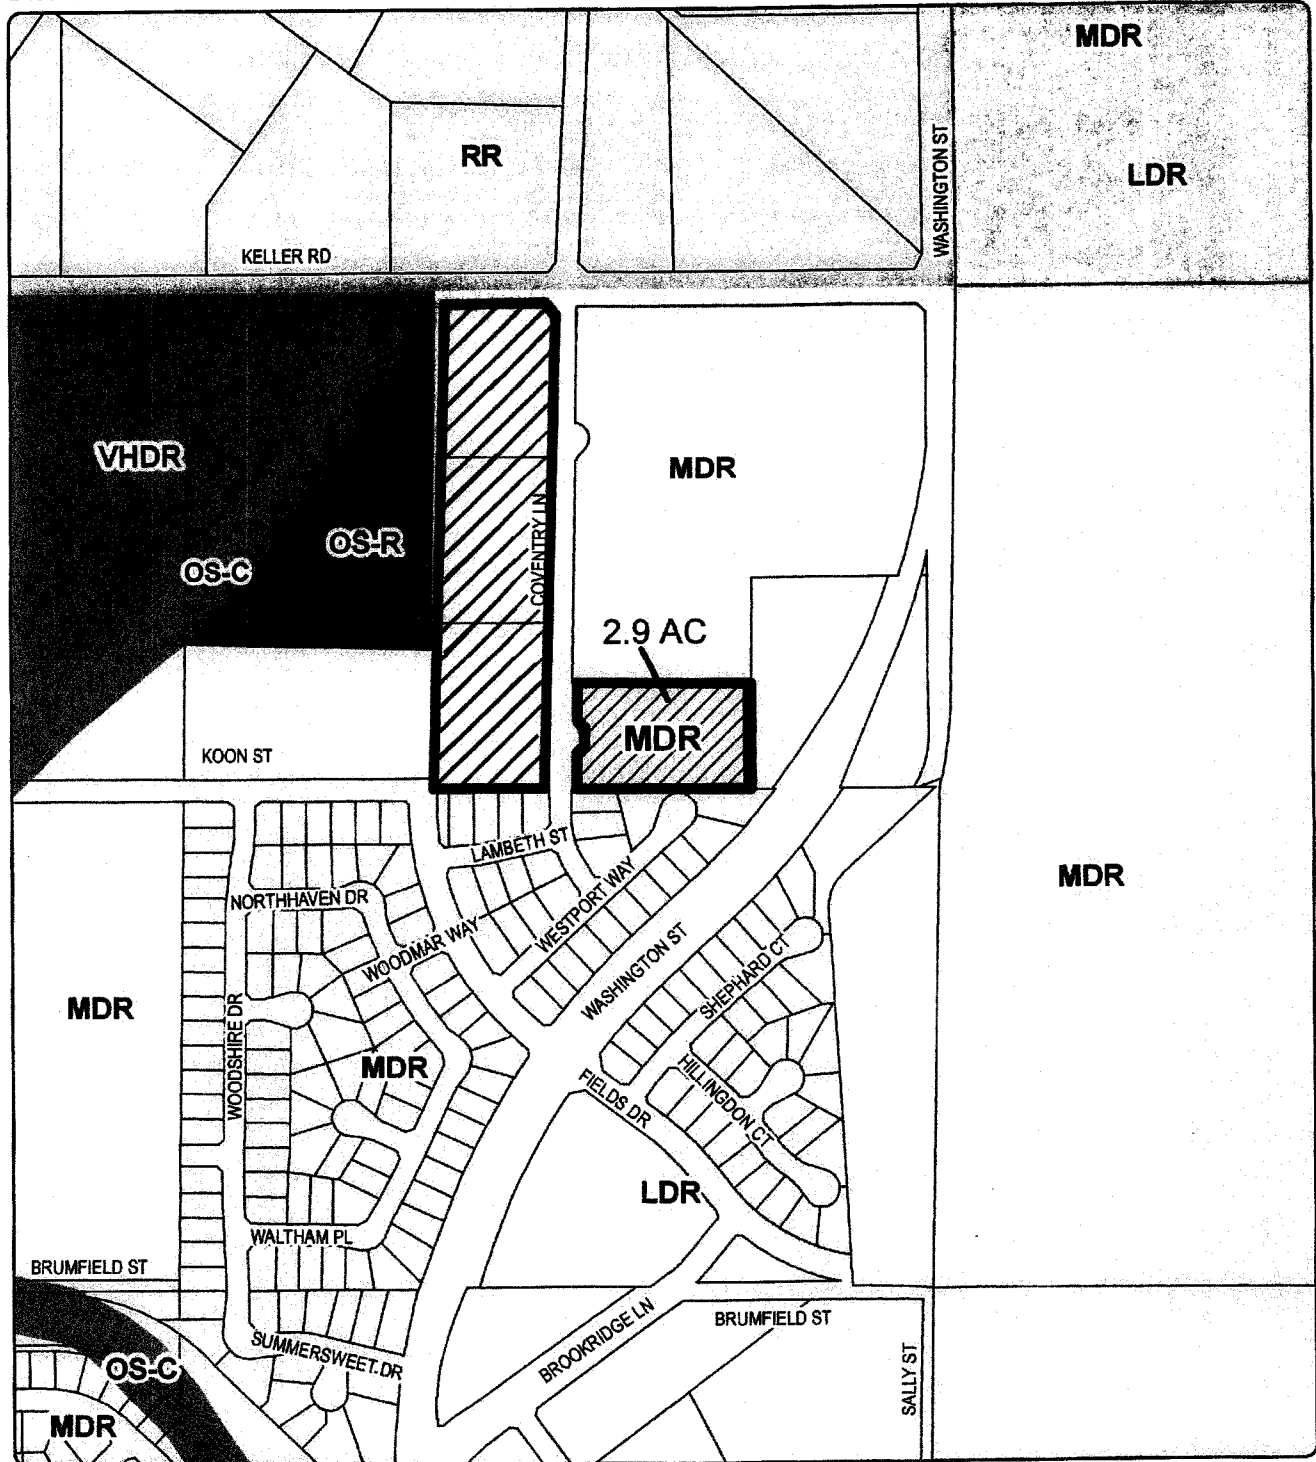 MDR
RR
WASHINGTON ST
LDR
KELLER RD
VHDR
MDR
COVENTRY LN
OS-R
OS-C
2.9 AC
MDR
KOON ST
LAMBETH ST
NORTHHAVEN DR
WESTPORT WAY
WOODMAR WAY
MDR
WASHINGTON ST
SHEPHARD CT
MDR
WOODSHIRE DR
MDR
HILLINGDON CT
FIELDS DR
LDR
WALTHAM PL
BRUMFIELD ST
BRUMFIELD ST
SUMMERSWEET DR
BROOKRIDGE LN
SALLY ST
OS-C
MDR